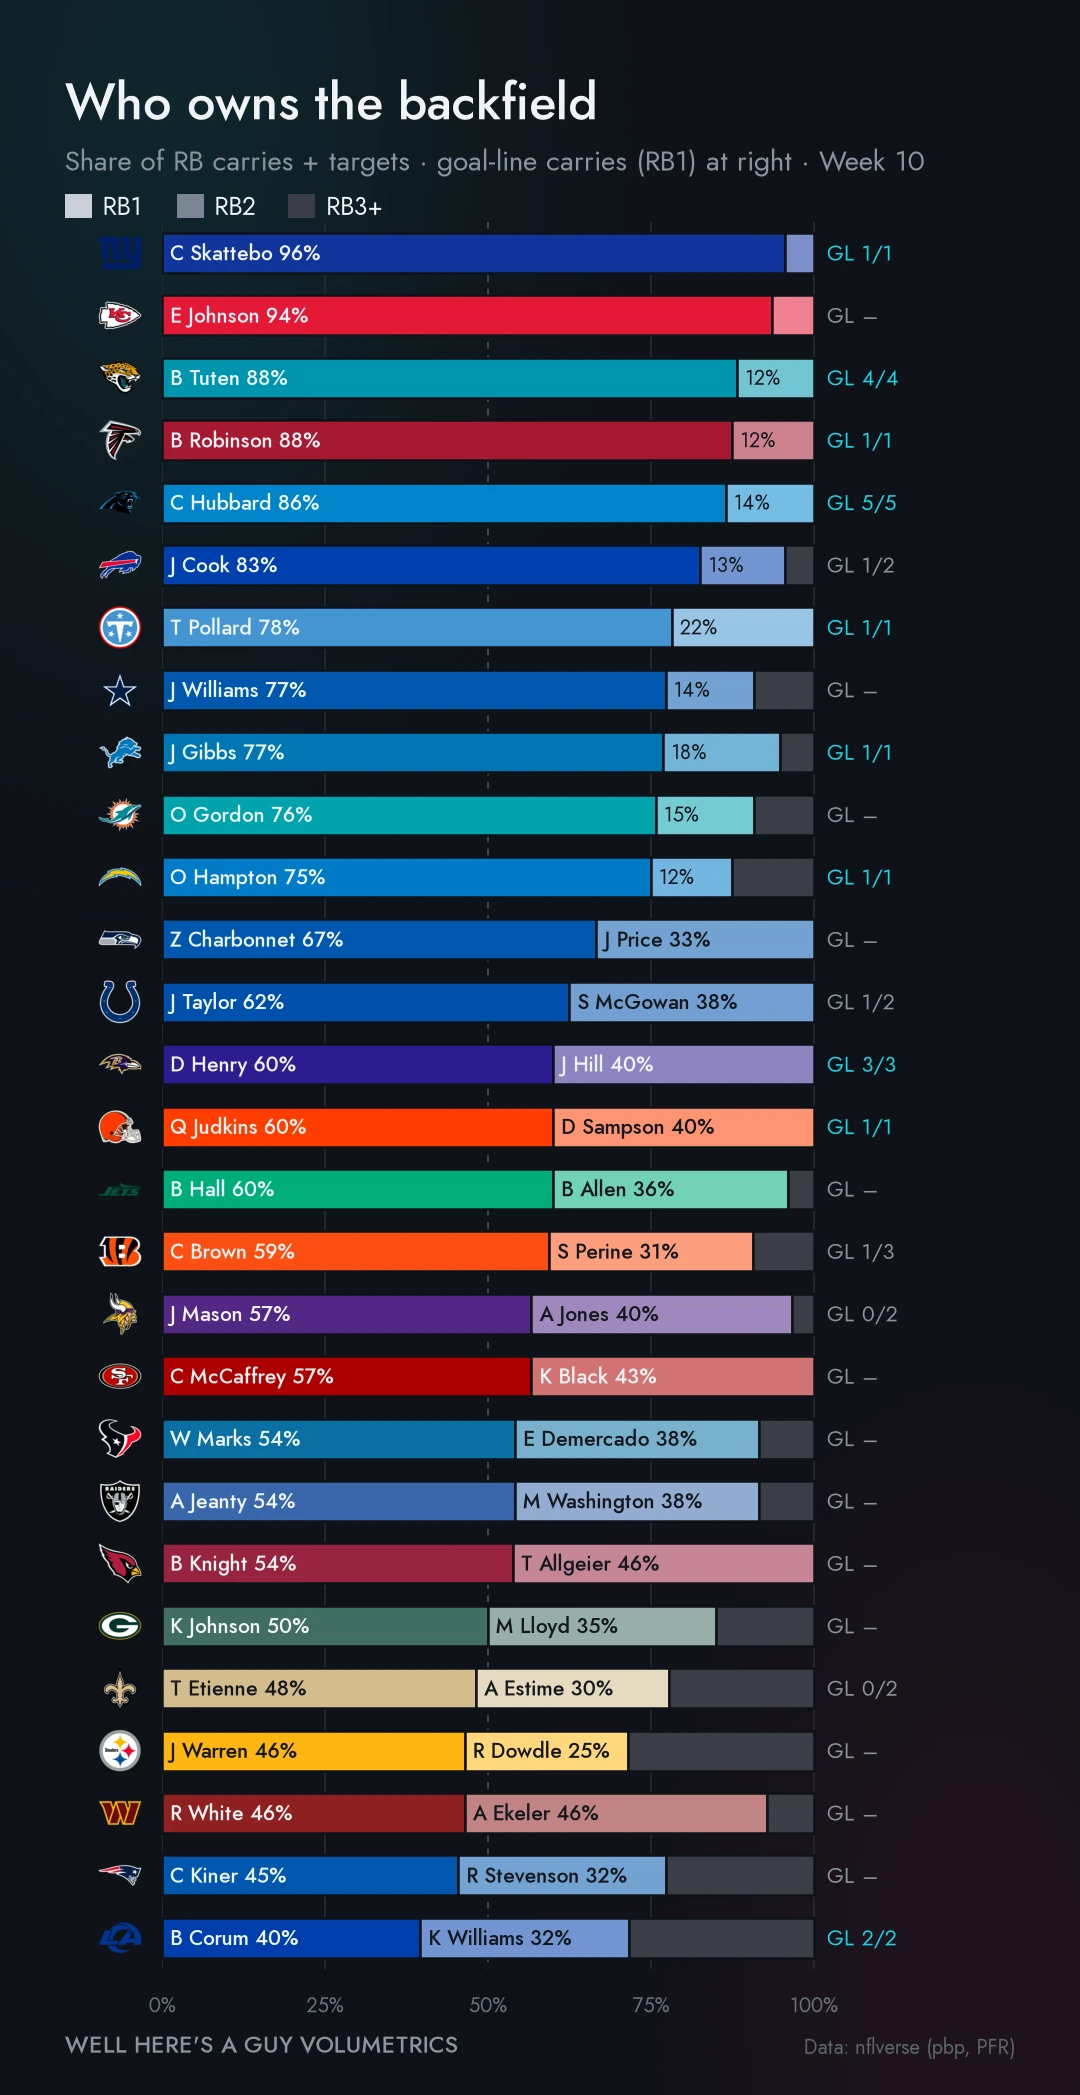 Who owns the backfield
Share of RB carries + targets · goal-line carries (RB1) at right · Week 10
RB1 RB2 RB3+
C Skattebo 96% GL 1/1
E Johnson 94% GL –
B Tuten 88% 12% GL 4/4
B Robinson 88% 12% GL 1/1
C Hubbard 86% 14% GL 5/5
J Cook 83% 13% GL 1/2
T Pollard 78% 22% GL 1/1
J Williams 77% 14% GL –
J Gibbs 77% 18% GL 1/1
O Gordon 76% 15% GL –
O Hampton 75% 12% GL 1/1
Z Charbonnet 67% J Price 33% GL –
J Taylor 62% S McGowan 38% GL 1/2
D Henry 60% J Hill 40% GL 3/3
Q Judkins 60% D Sampson 40% GL 1/1
JETS B Hall 60% B Allen 36% GL –
C Brown 59% S Perine 31% GL 1/3
J Mason 57% A Jones 40% GL 0/2
C McCaffrey 57% K Black 43% GL –
W Marks 54% E Demercado 38% GL –
RAIDERS A Jeanty 54% M Washington 38% GL –
B Knight 54% T Allgeier 46% GL –
K Johnson 50% M Lloyd 35% GL –
T Etienne 48% A Estime 30% GL 0/2
Steelers J Warren 46% R Dowdle 25% GL –
R White 46% A Ekeler 46% GL –
C Kiner 45% R Stevenson 32% GL –
B Corum 40% K Williams 32% GL 2/2
0% 25% 50% 75% 100%
WELL HERE'S A GUY VOLUMETRICS
Data: nflverse (pbp, PFR)